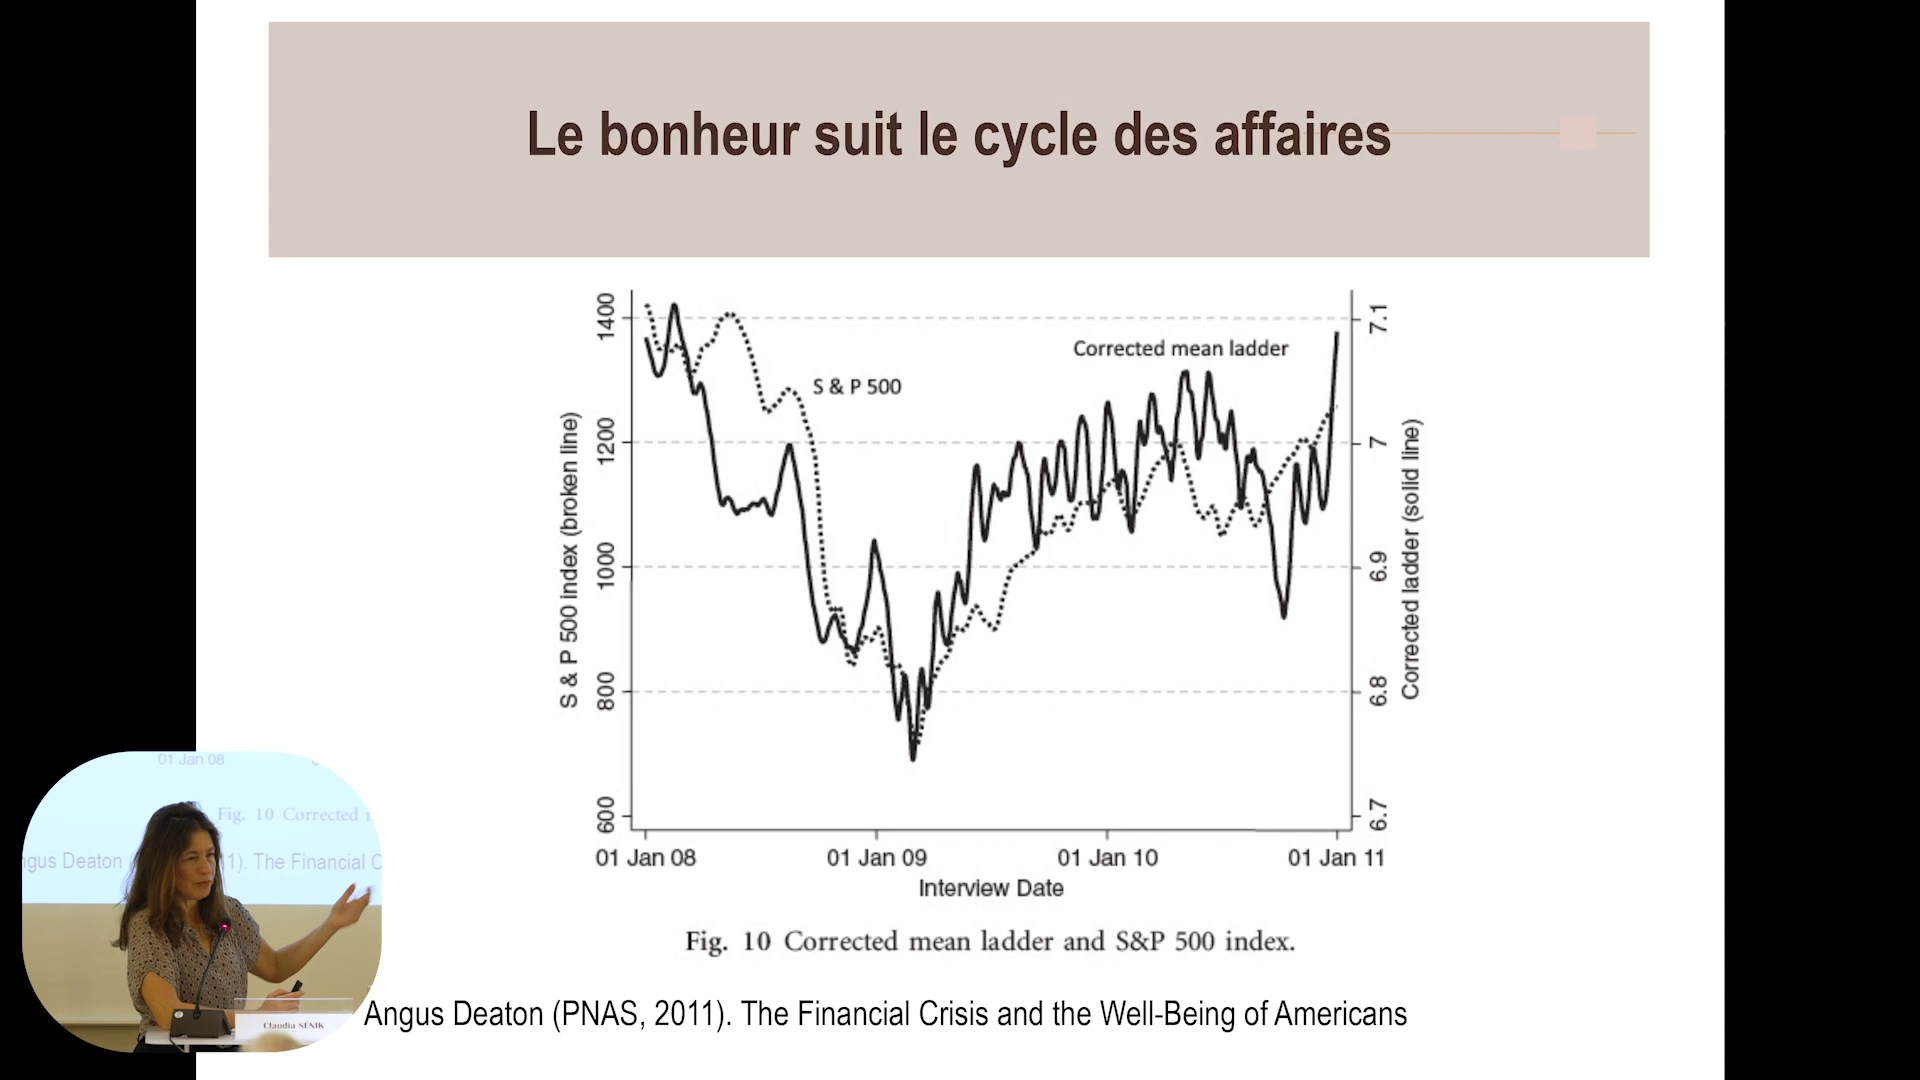 Le bonheur suit le cycle des affaires
1400
1200
1000
800
600
S & P 500 index (broken line)
S & P 500
Corrected mean ladder
7.1
7
6.9
6.8
6.7
Corrected ladder (solid line)
01 Jan 08
01 Jan 09
01 Jan 10
01 Jan 11
Interview Date
Fig. 10 Corrected mean ladder and S&P 500 index.
Angus Deaton (PNAS, 2011). The Financial Crisis and the Well-Being of Americans
01 Jan 08
Fig. 10 Corrected
ngus Deaton
1). The Financial C
Claudia SENIK